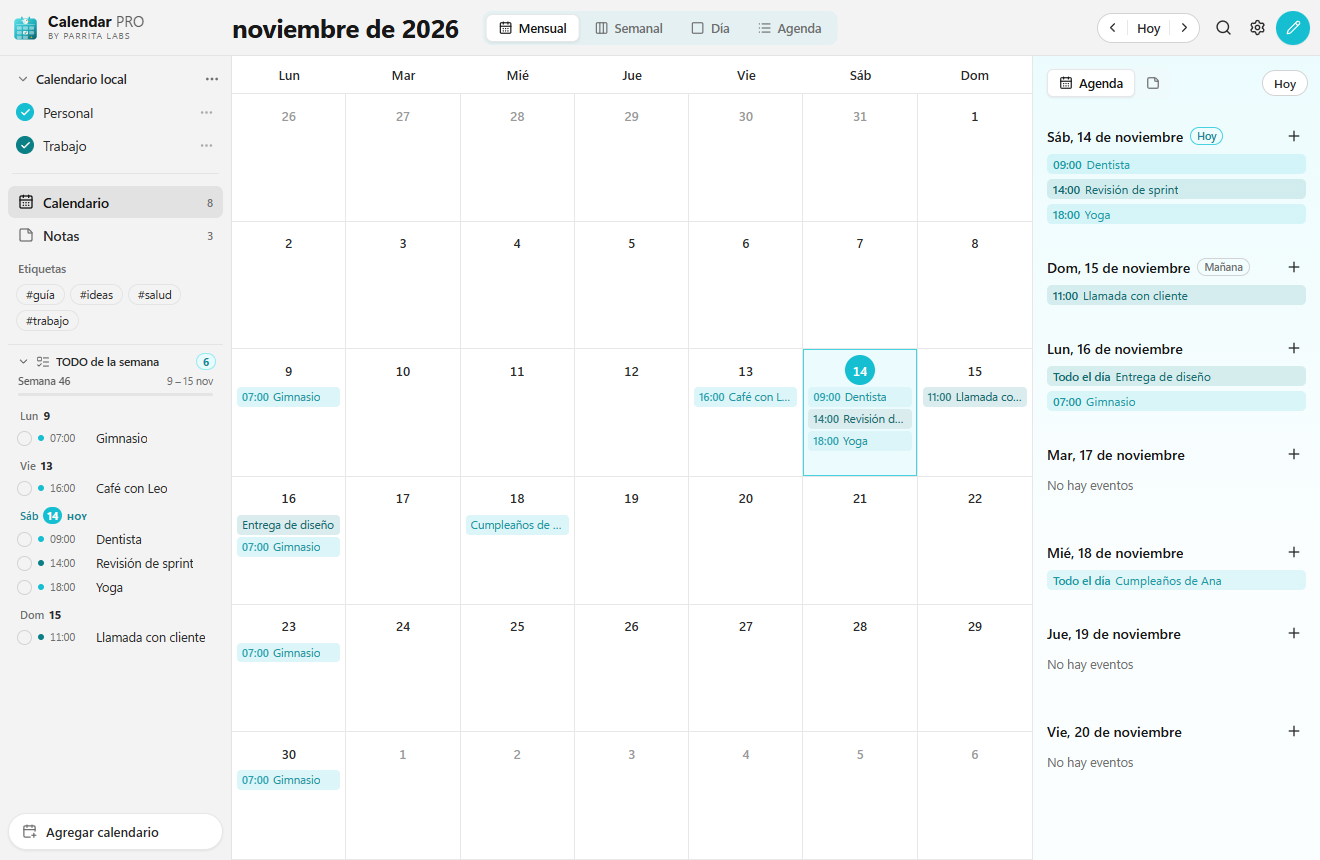 Calendar PRO
BY PARRITA LABS
noviembre de 2026
Mensual
Semanal
Día
Agenda
Hoy
Calendario local
Personal
Trabajo
Calendario 8
Notas 3
Etiquetas
#guía #ideas #salud
#trabajo
TODO de la semana 6
Semana 46 9 – 15 nov
Lun 9
07:00 Gimnasio
Vie 13
16:00 Café con Leo
Sáb 14 HOY
09:00 Dentista
14:00 Revisión de sprint
18:00 Yoga
Dom 15
11:00 Llamada con cliente
Agregar calendario
Lun Mar Mié Jue Vie Sáb Dom
26 27 28 29 30 31 1
2 3 4 5 6 7 8
9 10 11 12 13 14 15
07:00 Gimnasio
16:00 Café con L...
09:00 Dentista
14:00 Revisión d...
18:00 Yoga
11:00 Llamada co...
16 17 18 19 20 21 22
Entrega de diseño
07:00 Gimnasio
Cumpleaños de ...
23 24 25 26 27 28 29
07:00 Gimnasio
30 1 2 3 4 5 6
07:00 Gimnasio
Agenda
Hoy
Sáb, 14 de noviembre Hoy
09:00 Dentista
14:00 Revisión de sprint
18:00 Yoga
Dom, 15 de noviembre Mañana
11:00 Llamada con cliente
Lun, 16 de noviembre
Todo el día Entrega de diseño
07:00 Gimnasio
Mar, 17 de noviembre
No hay eventos
Mié, 18 de noviembre
Todo el día Cumpleaños de Ana
Jue, 19 de noviembre
No hay eventos
Vie, 20 de noviembre
No hay eventos